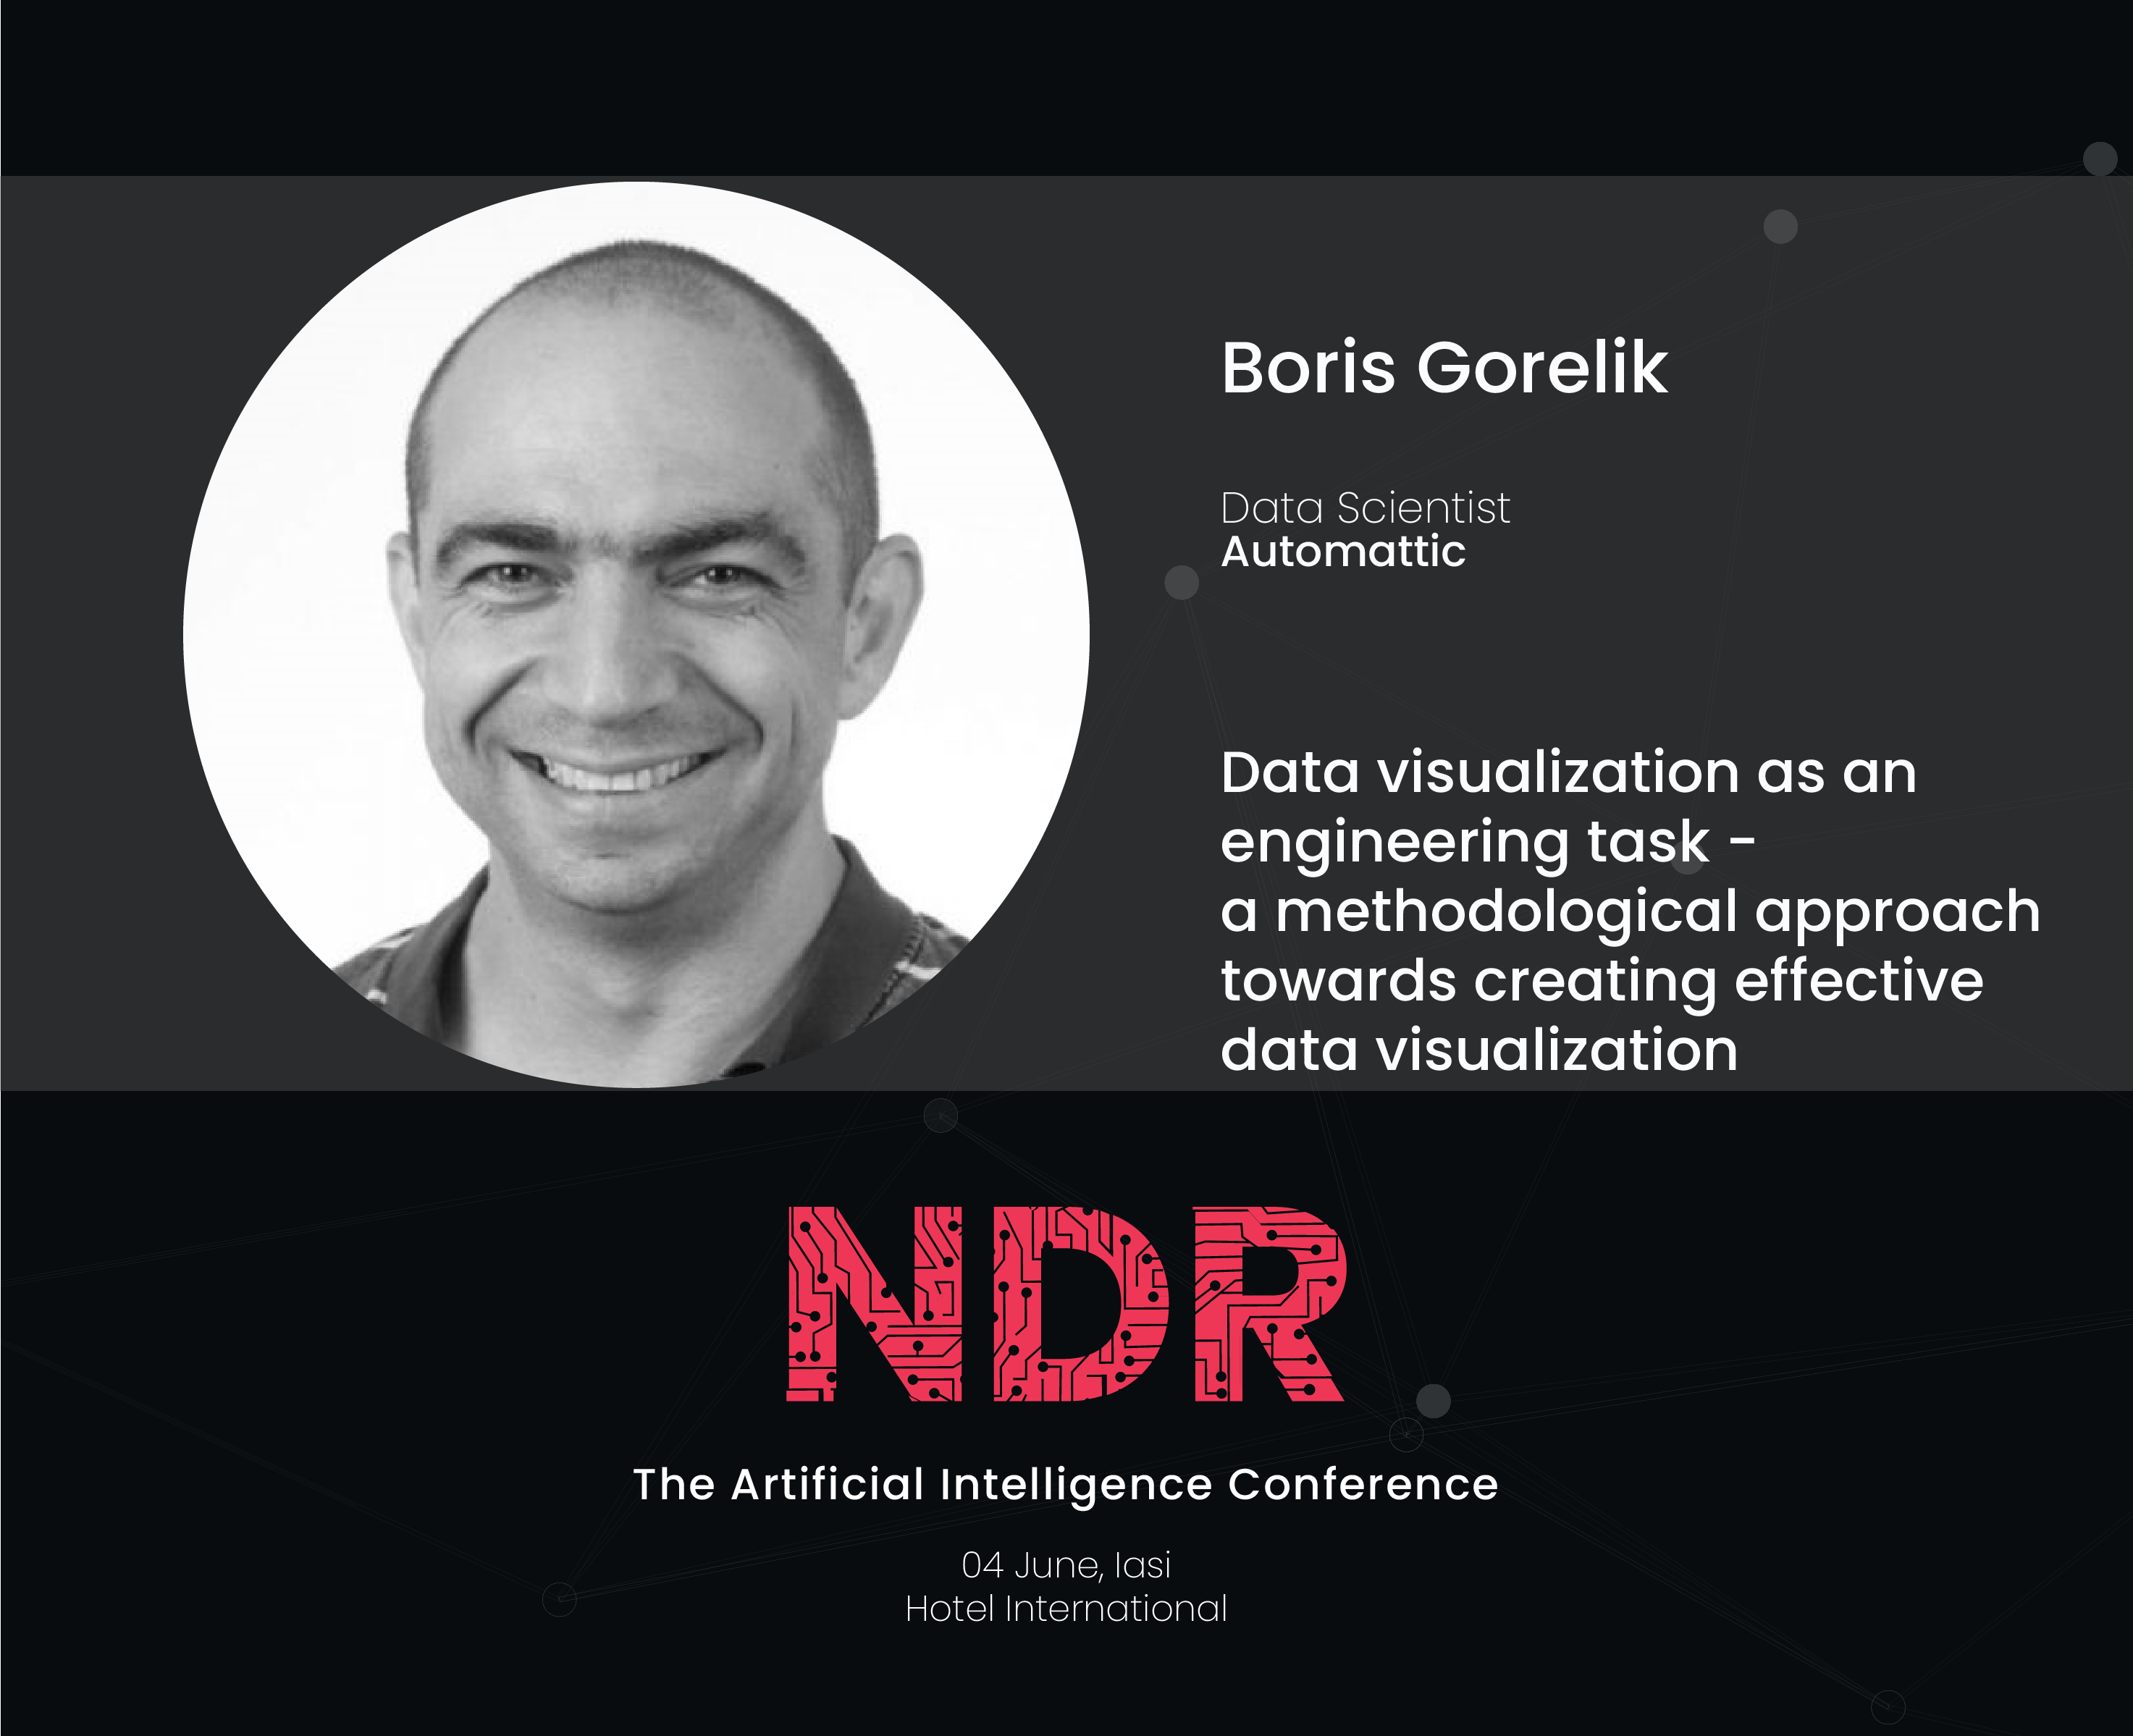 Boris Gorelik
Data Scientist
Automattic
Data visualization as an
engineering task -
a methodological approach
towards creating effective
data visualization
NDR
The Artificial Intelligence Conference
04 June, Iasi
Hotel International